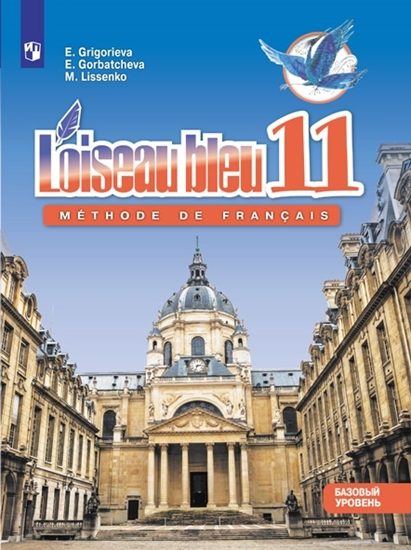 E. Grigorieva
E. Gorbatcheva
M. Lissenko
L'oiseau bleu 11
MÉTHODE DE FRANÇAIS
БАЗОВЫЙ
УРОВЕНЬ